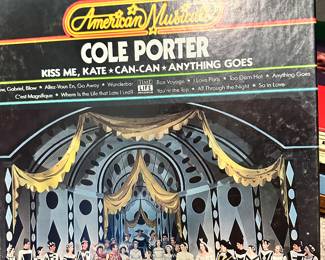 American Musicals
COLE PORTER
KISS ME, KATE ★ CAN-CAN ★ ANYTHING GOES
Gabriel, Blow • Allez-Vous En, Go Away • Wunderbar
TIME LIFE RECORDS
Bon Voyage • I Love Paris • Too Darn Hot • Anything Goes
C'est Magnifique • Where Is the Life that Late I Led?
You're the Top • All Through the Night • So in Love